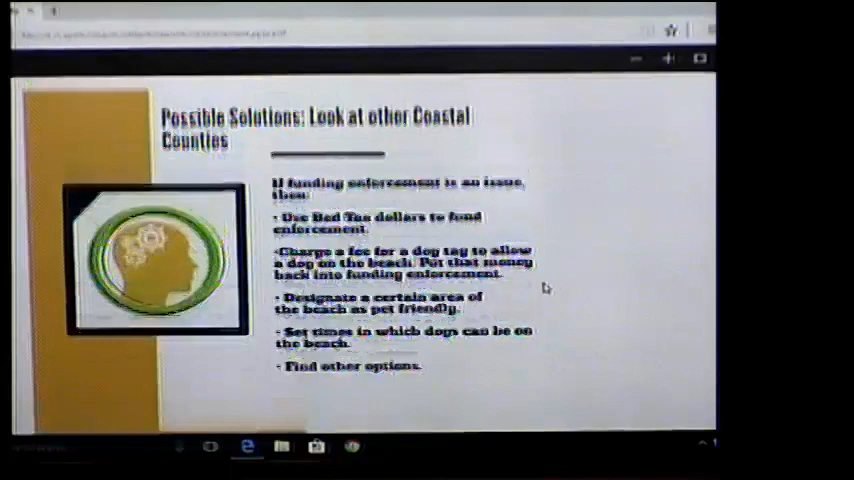 Possible Solutions: Look at other Coastal
Counties
If funding enforcement is an issue,
then:
- Use Bed Tax dollars to fund
enforcement.
-Charge a fee for a dog tag to allow
a dog on the beach. Put that money
back into funding enforcement.
- Designate a certain area of
the beach as pet friendly.
- Set times in which dogs can be on
the beach.
- Find other options.